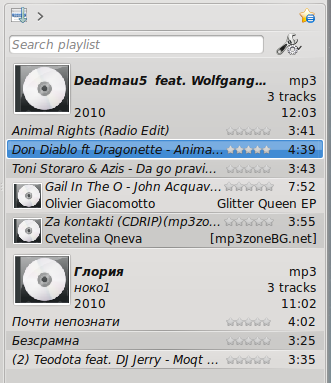 Search playlist
Deadmau5 feat. Wolfgang... mp3
3 tracks
2010 12:03
Animal Rights (Radio Edit) 3:41
Don Diablo ft Dragonette - Anima... 4:39
Toni Storaro & Azis - Da go pravi... 3:43
Gail In The O - John Acquav... 7:52
Olivier Giacomotto Glitter Queen EP
Za kontakti (CDRIP)(mp3zo... 3:55
Cvetelina Qneva [mp3zoneBG.net]
Глория mp3
ноко1 3 tracks
2010 11:02
Почти непознати 4:02
Безсрамна 3:25
(2) Teodota feat. DJ Jerry - Moqt ... 3:35